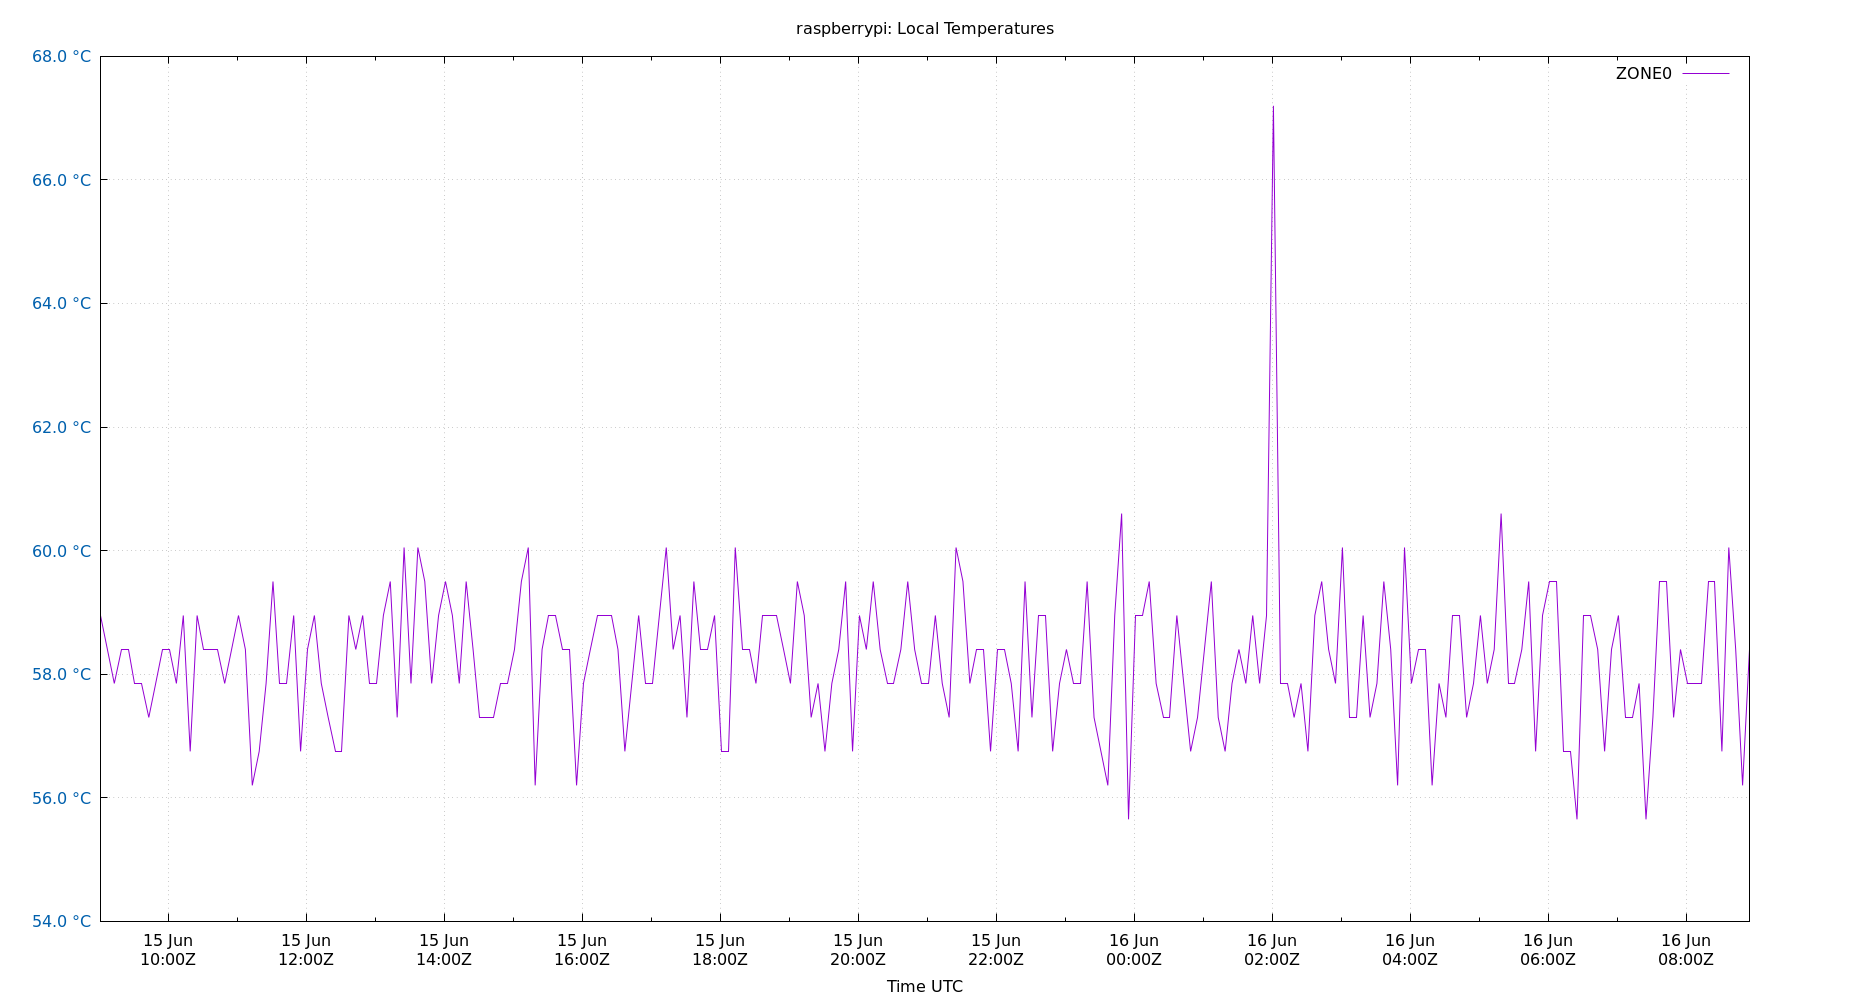 raspberrypi: Local Temperatures
68.0 °C
ZONE0
66.0 °C
64.0 °C
62.0 °C
60.0 °C
58.0 °C
56.0 °C
54.0 °C
15 Jun 15 Jun 15 Jun 15 Jun 15 Jun 15 Jun 15 Jun 16 Jun 16 Jun 16 Jun 16 Jun 16 Jun
10:00Z 12:00Z 14:00Z 16:00Z 18:00Z 20:00Z 22:00Z 00:00Z 02:00Z 04:00Z 06:00Z 08:00Z
Time UTC